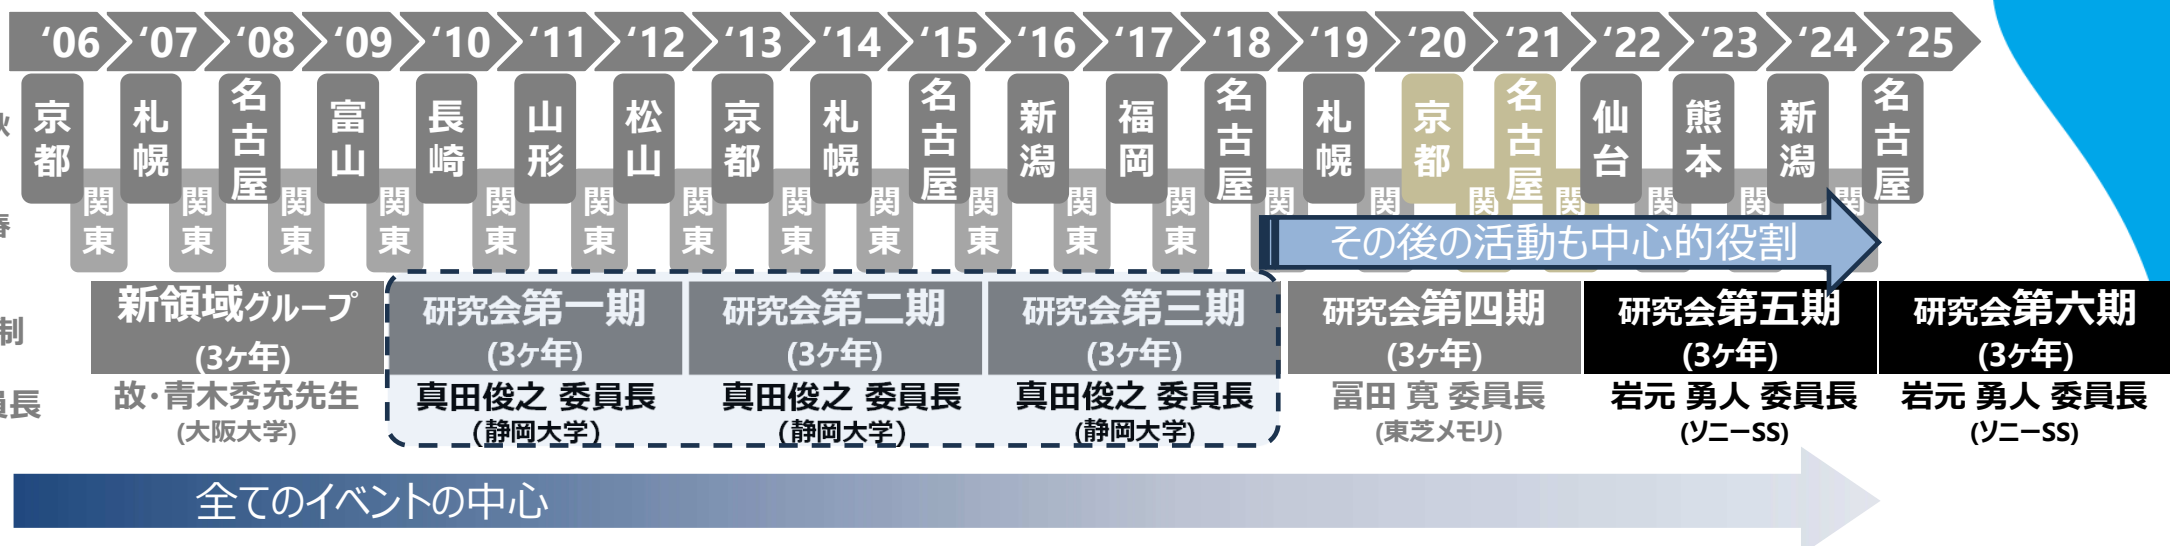 ‘06 ‘07 ‘08 ‘09 ‘10 ‘11 ‘12 ‘13 ‘14 ‘15 ‘16 ‘17 ‘18 ‘19 ‘20 ‘21 ‘22 ‘23 ‘24 ‘25
京都 札幌 名古屋 富山 長崎 山形 松山 京都 札幌 名古屋 新潟 福岡 名古屋 札幌 京都 名古屋 仙台 熊本 新潟 名古屋
関東 関東 関東 関東 関東 関東 関東 関東 関東 関東 関東 関東 関 関 関 関 関 関 関
その後の活動も中心的役割
制
新領域グループ
(3ヶ年)
研究会第一期
(3ヶ年)
研究会第二期
(3ヶ年)
研究会第三期
(3ヶ年)
研究会第四期
(3ヶ年)
研究会第五期
(3ヶ年)
研究会第六期
(3ヶ年)
員長
故・青木秀充先生
(大阪大学)
真田俊之 委員長
(静岡大学)
真田俊之 委員長
(静岡大学)
真田俊之 委員長
(静岡大学)
冨田 寛 委員長
(東芝メモリ)
岩元 勇人 委員長
(ソニーSS)
岩元 勇人 委員長
(ソニーSS)
全てのイベントの中心